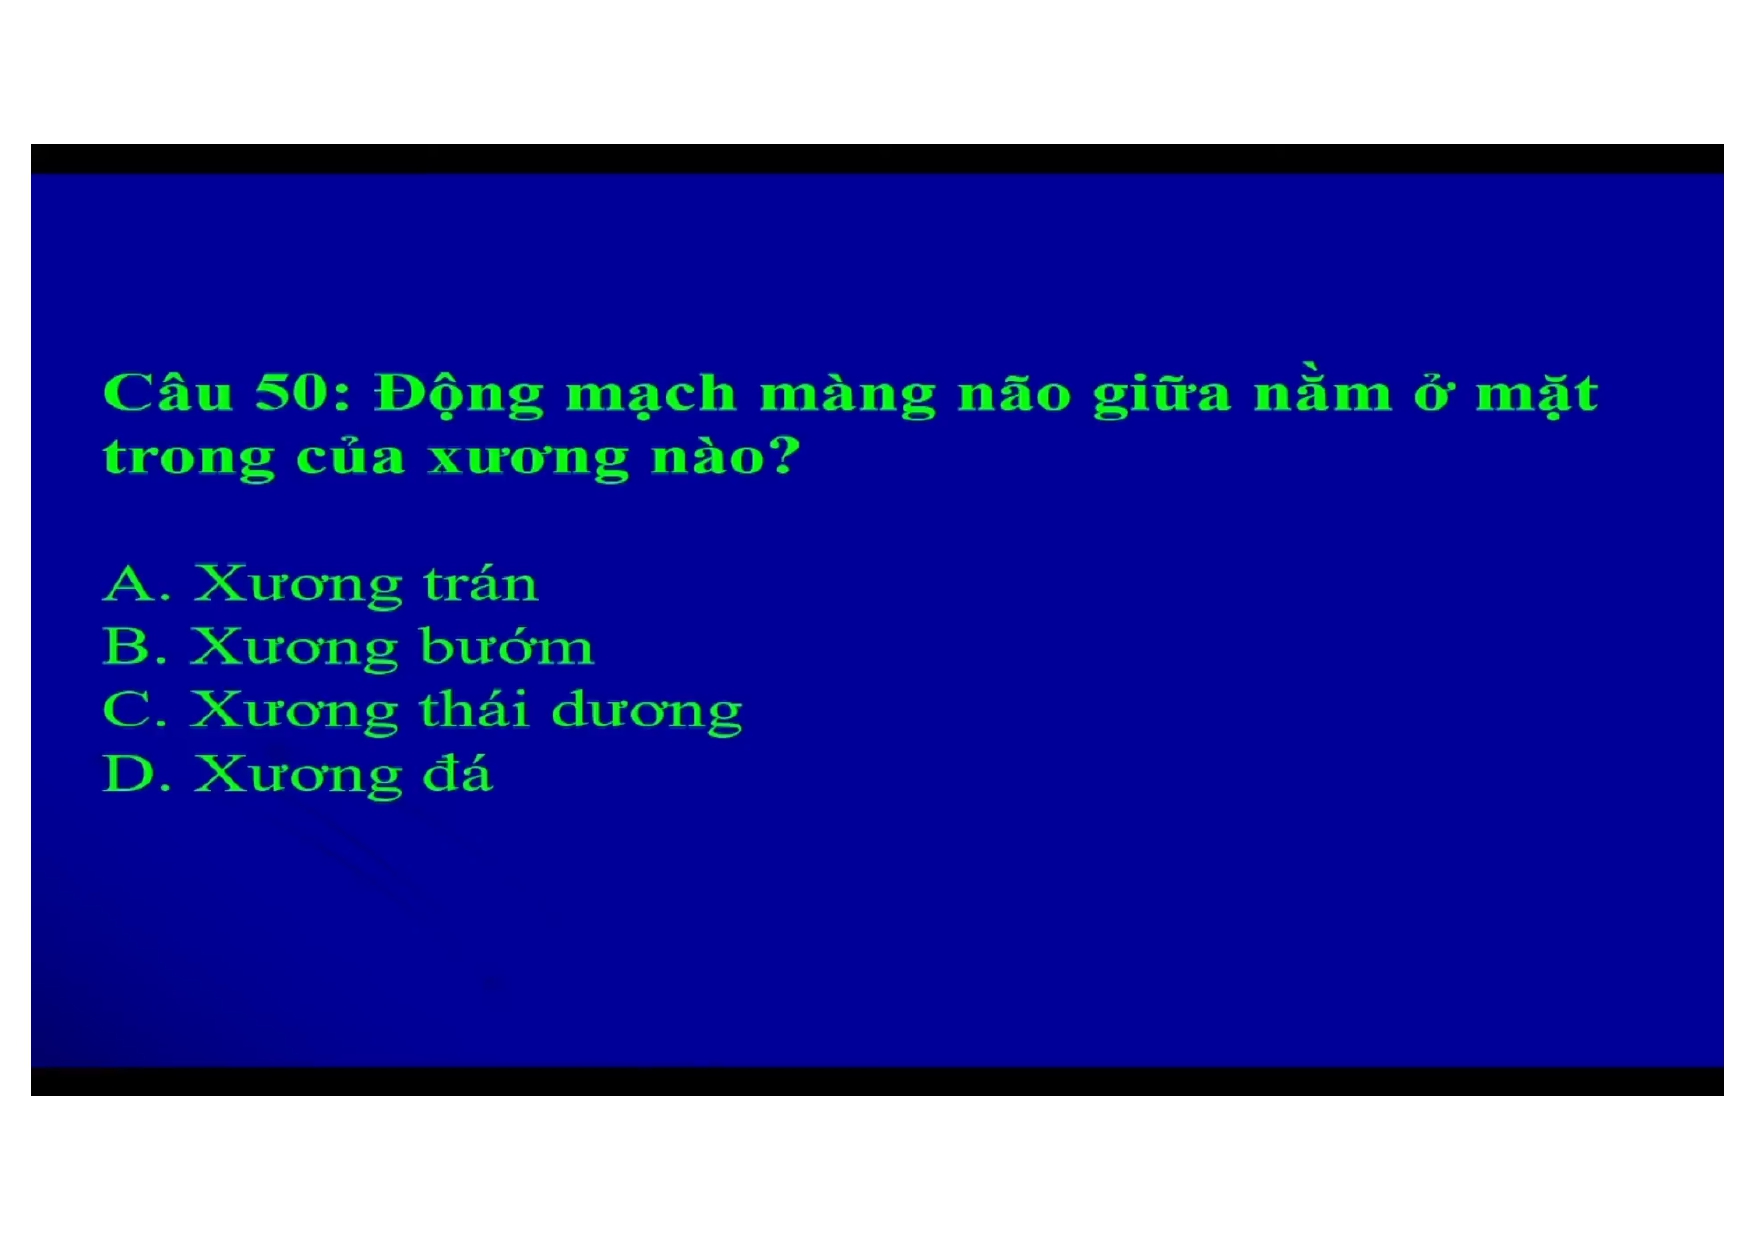 Câu 50: Động mạch màng não giữa nằm ở mặt
trong của xương nào?
A. Xương trán
B. Xương bướm
C. Xương thái dương
D. Xương đá